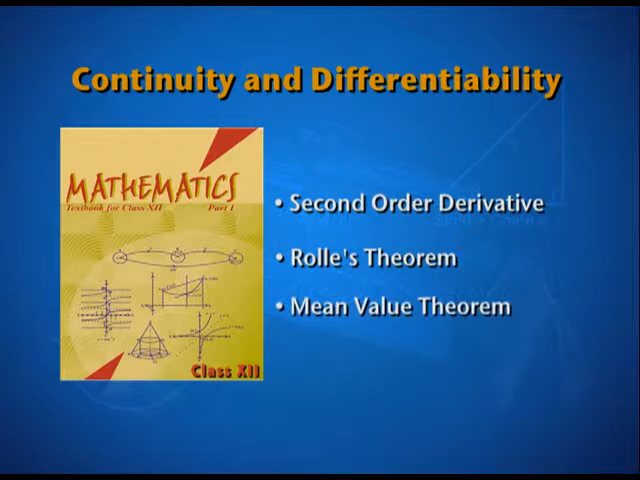 Continuity and Differentiability
MATHEMATICS
Textbook for Class XII Part I
Class XII
• Second Order Derivative
• Rolle's Theorem
• Mean Value Theorem